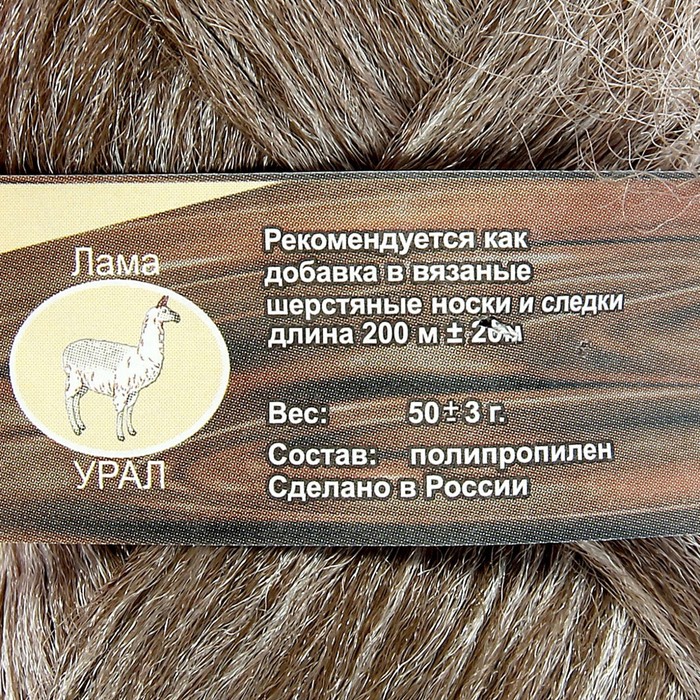 Лама
УРАЛ
Рекомендуется как
добавка в вязаные
шерстяные носки и следки
длина 200 м ± 20м
Вес: 50±3 г.
Состав: полипропилен
Сделано в России